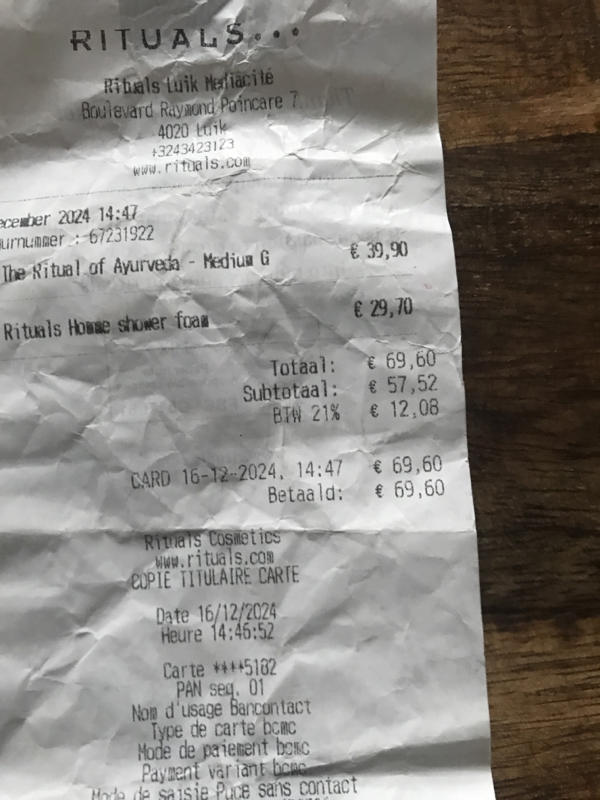 RITUALS...
Rituals Luik Mediacité
Boulevard Raymond Poincare 7
4020 Luik
+3243423123
www.rituals.com
ecember 2024 14:47
urnummer : 67231922
The Ritual of Ayurveda - Medium G € 39,90
Rituals Homme shower foam € 29,70
Totaal: € 69,60
Subtotaal: € 57,52
BTW 21% € 12,08
CARD 16-12-2024, 14:47 € 69,60
Betaald: € 69,60
Rituals Cosmetics
www.rituals.com
COPIE TITULAIRE CARTE
Date 16/12/2024
Heure 14:46:52
Carte ****5182
PAN seq. 01
Nom d'usage Bancontact
Type de carte bcmc
Mode de paiement bcmc
Payment variant bcmc
Mode de saisie Puce sans contact